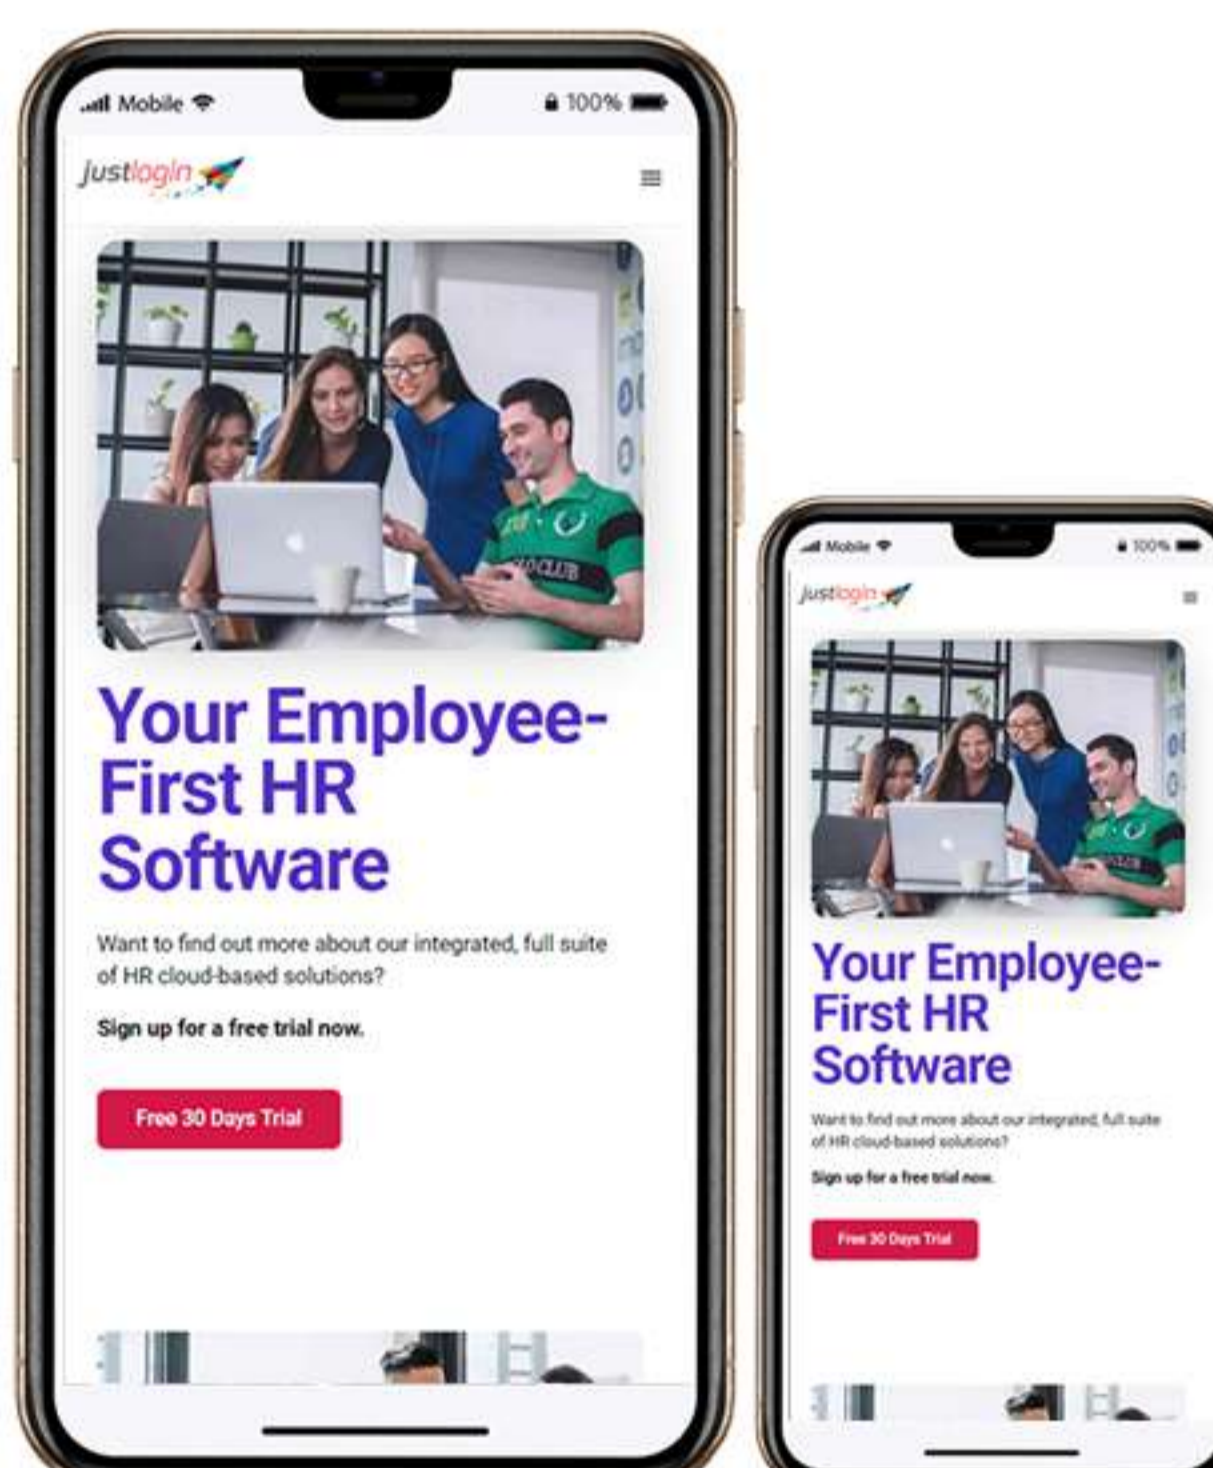 Mobile
100%
justlogin
Your Employee-
First HR
Software
Want to find out more about our integrated, full suite
of HR cloud-based solutions?
Sign up for a free trial now.
Free 30 Days Trial
Mobile
100%
justlogin
Your Employee-
First HR
Software
Want to find out more about our integrated, full suite
of HR cloud-based solutions?
Sign up for a free trial now.
Free 30 Days Trial